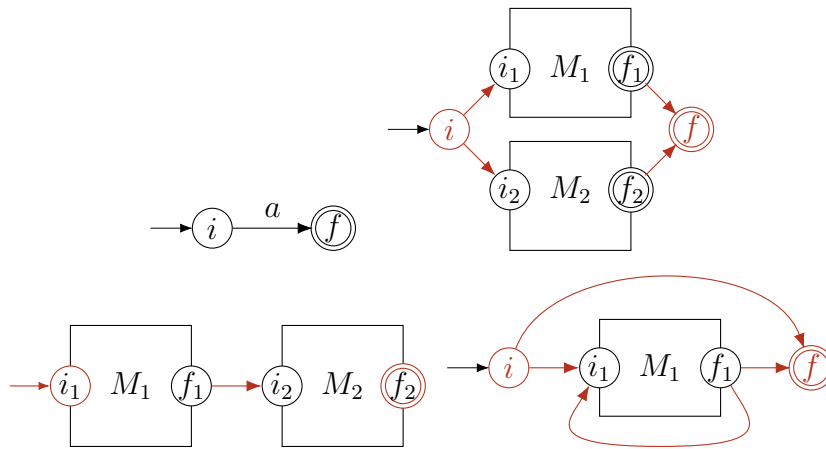 i₁ M₁ f₁
i f
i₂ M₂ f₂
a
i f
i₁ M₁ f₁ i₂ M₂ f₂
i i₁ M₁ f₁ f